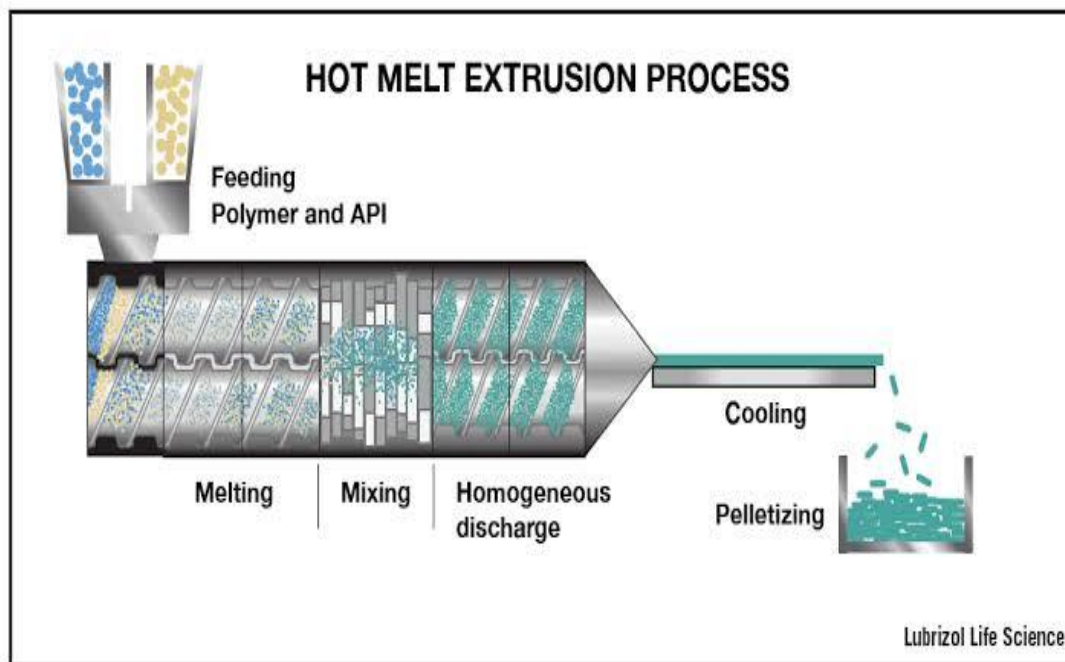 HOT MELT EXTRUSION PROCESS
Feeding
Polymer and API
Melting
Mixing
Homogeneous
discharge
Cooling
Pelletizing
Lubrizol Life Science